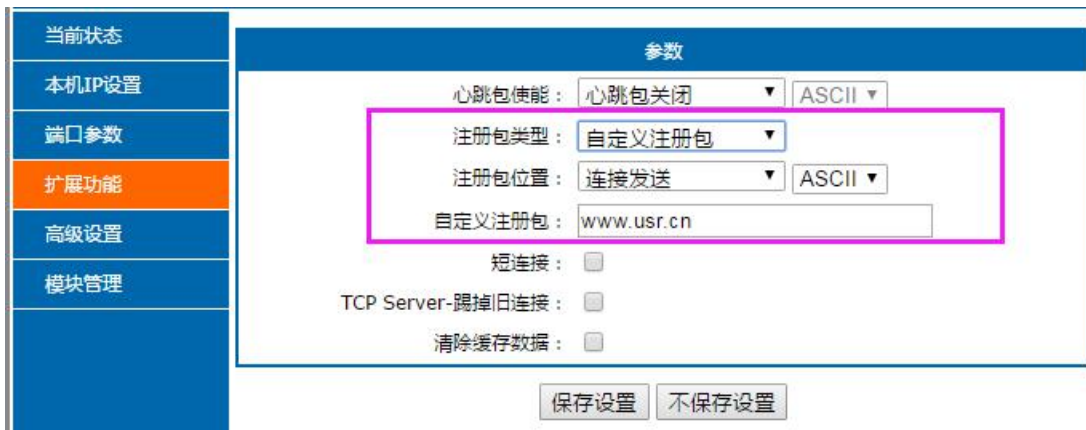 当前状态
本机IP设置
端口参数
扩展功能
高级设置
模块管理
参数
心跳包使能： 心跳包关闭 ASCII
注册包类型： 自定义注册包
注册包位置： 连接发送 ASCII
自定义注册包： www.usr.cn
短连接：
TCP Server-踢掉旧连接：
清除缓存数据：
保存设置 不保存设置